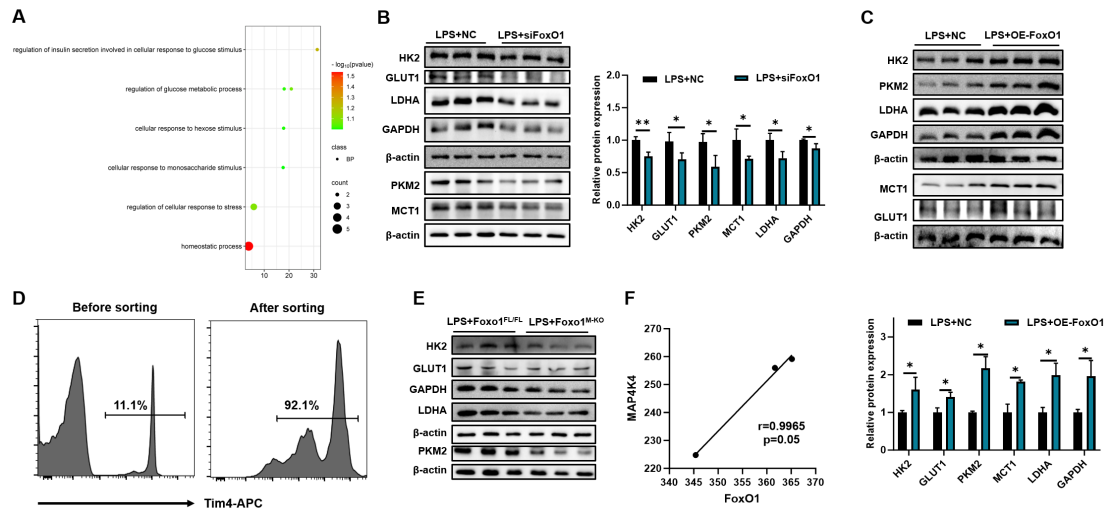 A
regulation of insulin secretion involved in cellular response to glucose stimulus
regulation of glucose metabolic process
cellular response to hexose stimulus
cellular response to monosaccharide stimulus
regulation of cellular response to stress
homeostatic process
10 20 30
- log₁₀(pvalue)
1.5
1.4
1.3
1.2
1.1
class
BP
count
2
3
4
5
B
LPS+NC LPS+siFoxO1
HK2
GLUT1
LDHA
GAPDH
β-actin
PKM2
MCT1
β-actin
LPS+NC LPS+siFoxO1
Relative protein expression
2.0
1.5
1.0
0.5
0.0
** * * * * *
HK2 GLUT1 PKM2 MCT1 LDHA GAPDH
C
LPS+NC LPS+OE-FoxO1
HK2
PKM2
LDHA
GAPDH
β-actin
MCT1
GLUT1
β-actin
LPS+NC LPS+OE-FoxO1
Relative protein expression
3
2
1
0
* * * * * *
HK2 GLUT1 PKM2 MCT1 LDHA GAPDH
D
Before sorting After sorting
11.1% 92.1%
Tim4-APC
E
LPS+Foxo1ᶠᴸ/ᶠᴸ LPS+Foxo1ᴹ⁻ᴷᴼ
HK2
GLUT1
GAPDH
LDHA
β-actin
PKM2
β-actin
F
MAP4K4
270
260
250
240
230
220
r=0.9965
p=0.05
340 345 350 355 360 365 370
FoxO1